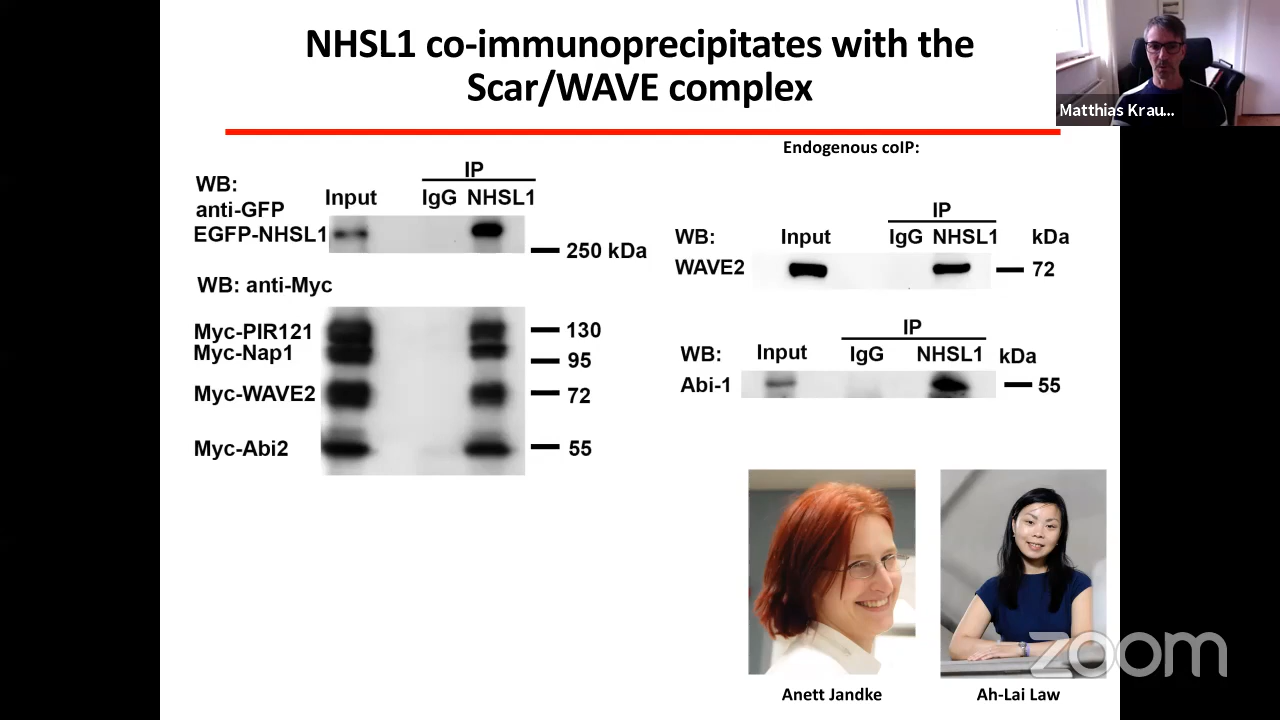 NHSL1 co-immunoprecipitates with the
Scar/WAVE complex
Matthias Krau...
Endogenous coIP:
IP
WB:
anti-GFP
Input
IgG NHSL1
EGFP-NHSL1
250 kDa
WB: anti-Myc
Myc-PIR121
130
Myc-Nap1
95
Myc-WAVE2
72
Myc-Abi2
55
IP
WB:
Input
IgG NHSL1
kDa
WAVE2
72
IP
WB:
Input
IgG
NHSL1
kDa
Abi-1
55
zoom
Anett Jandke
Ah-Lai Law